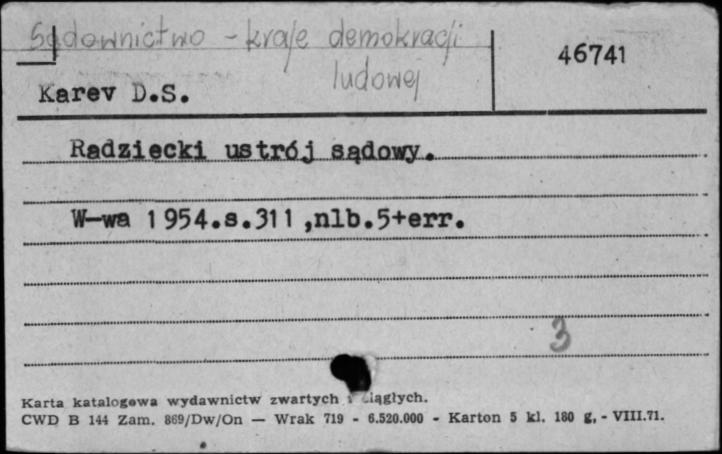 Sądownictwo - kraje demokracji
ludowej
46741
Karev D.S.
Radziecki ustrój sądowy.
W-wa 1954.s.311,nlb.5+err.
3
Karta katalogowa wydawnictw zwartych i ciągłych.
CWD B 144 Zam. 869/Dw/On — Wrak 719 - 6.520.000 - Karton 5 kl. 180 g. - VIII.71.